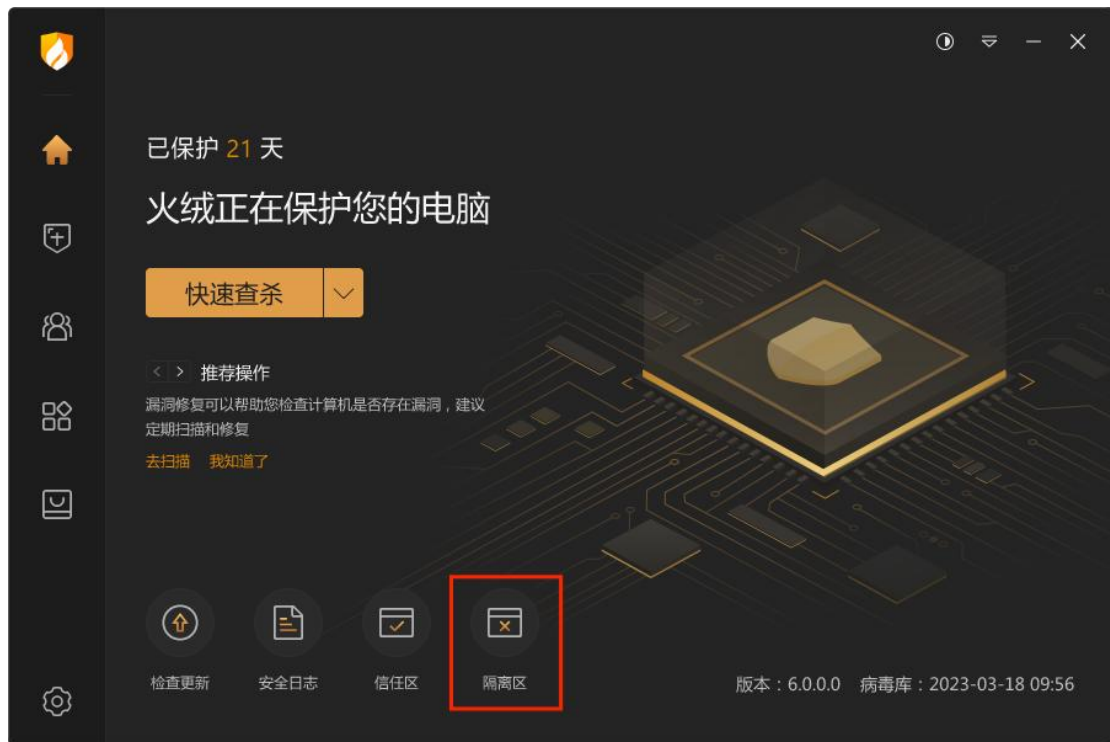 已保护 21 天
火绒正在保护您的电脑
快速查杀
推荐操作
漏洞修复可以帮助您检查计算机是否存在漏洞，建议
定期扫描和修复
去扫描 我知道了
检查更新 安全日志 信任区 隔离区
版本：6.0.0.0 病毒库：2023-03-18 09:56